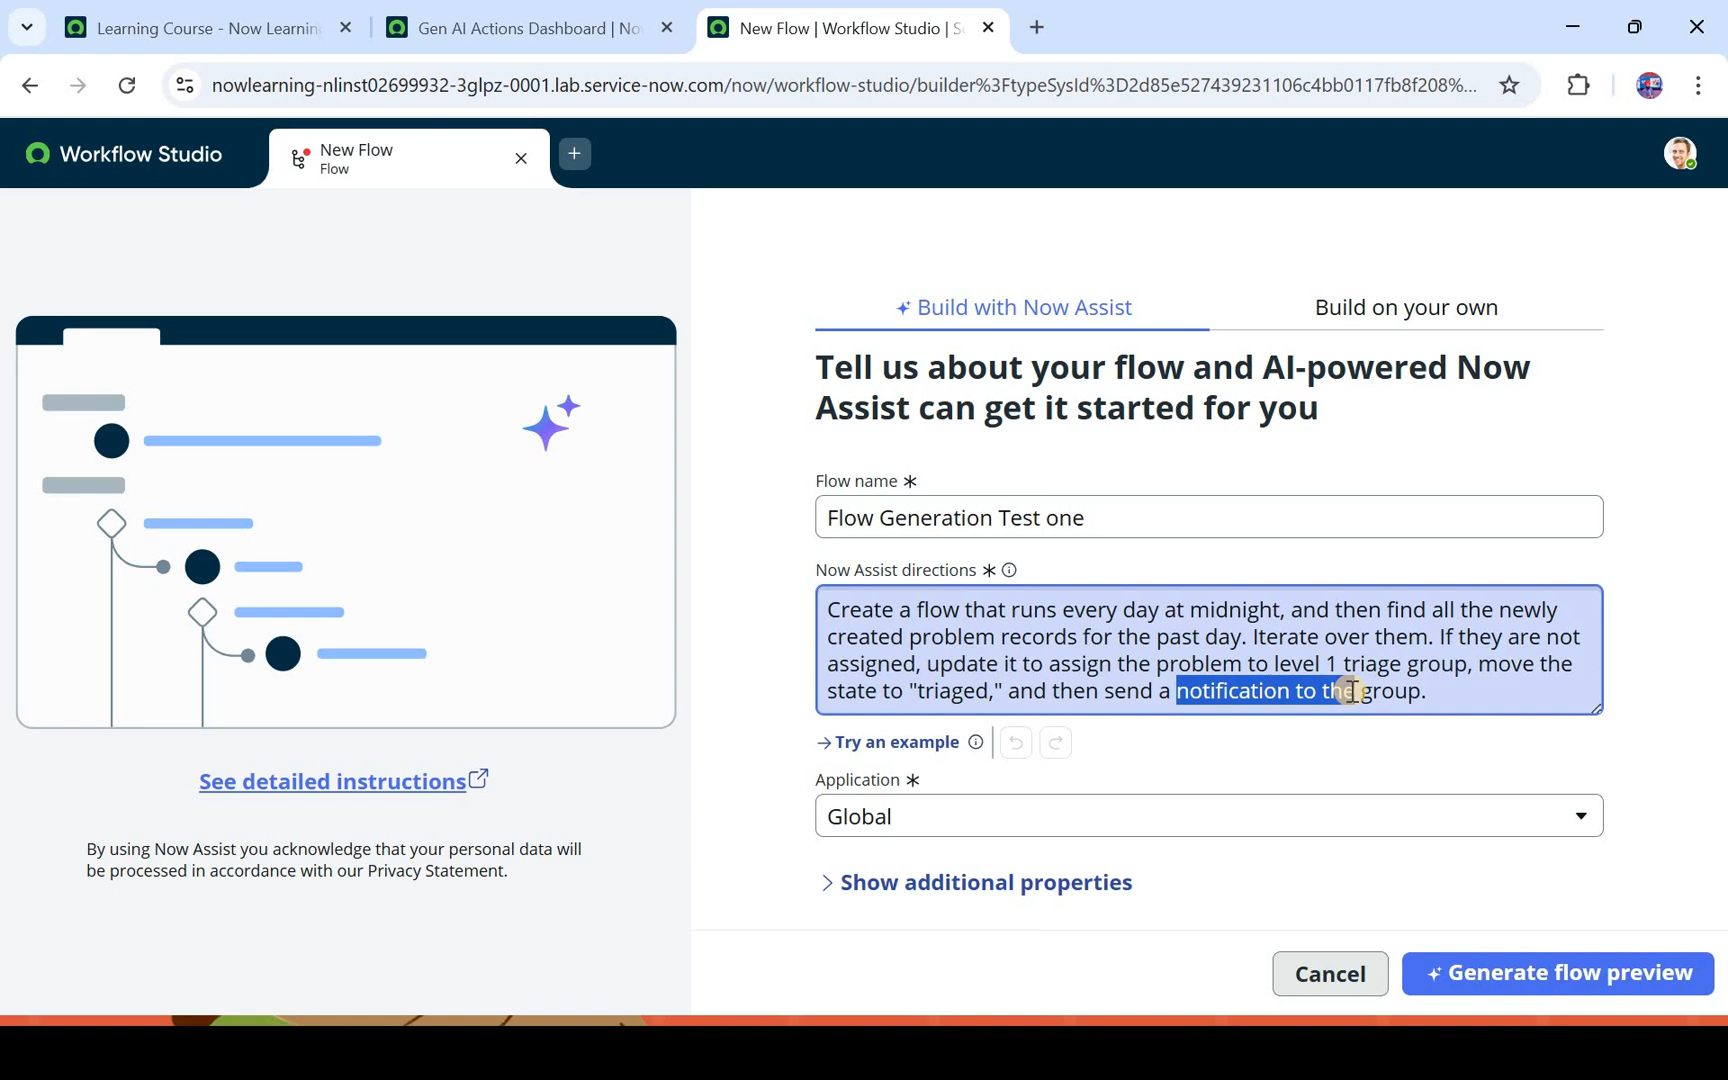 Learning Course - Now Learnin
Gen AI Actions Dashboard | No
New Flow | Workflow Studio | S
nowlearning-nlinst02699932-3glpz-0001.lab.service-now.com/now/workflow-studio/builder%3FtypeSysId%3D2d85e527439231106c4bb0117fb8f208%...
Workflow Studio
New Flow
Flow
Build with Now Assist
Build on your own
Tell us about your flow and AI-powered Now
Assist can get it started for you
Flow name *
Flow Generation Test one
Now Assist directions *
Create a flow that runs every day at midnight, and then find all the newly
created problem records for the past day. Iterate over them. If they are not
assigned, update it to assign the problem to level 1 triage group, move the
state to "triaged," and then send a notification to the group.
Try an example
Application *
Global
Show additional properties
See detailed instructions
By using Now Assist you acknowledge that your personal data will
be processed in accordance with our Privacy Statement.
Cancel
Generate flow preview